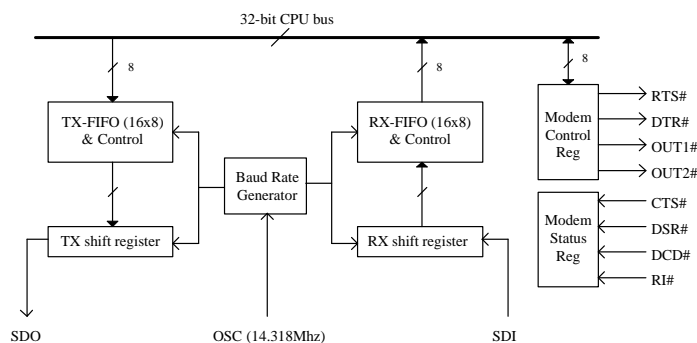 32-bit CPU bus
8
8
8
TX-FIFO (16x8)
& Control
RX-FIFO (16x8)
& Control
Modem
Control
Reg
RTS#
DTR#
OUT1#
OUT2#
Baud Rate
Generator
TX shift register
RX shift register
Modem
Status
Reg
CTS#
DSR#
DCD#
RI#
SDO
OSC (14.318Mhz)
SDI